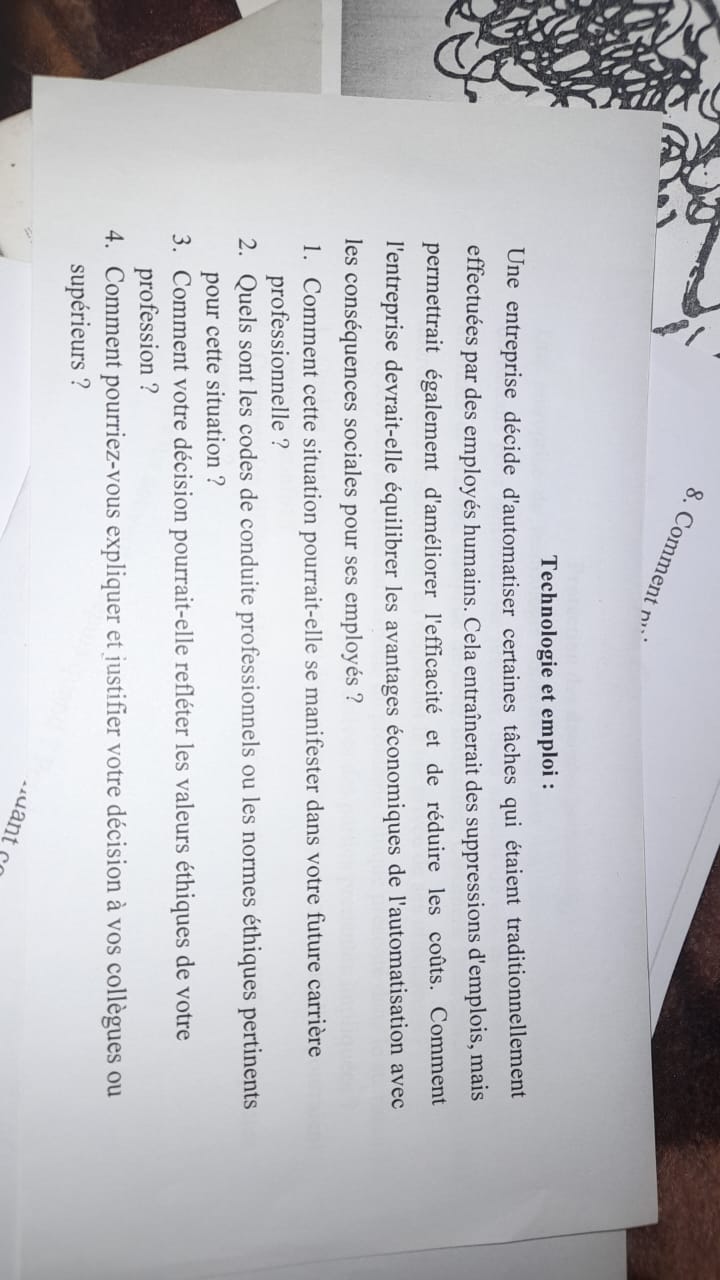 8. Comment
Technologie et emploi :
Une entreprise décide d'automatiser certaines tâches qui étaient traditionnellement
effectuées par des employés humains. Cela entraînerait des suppressions d'emplois, mais
permettrait également d'améliorer l'efficacité et de réduire les coûts. Comment
l'entreprise devrait-elle équilibrer les avantages économiques de l'automatisation avec
les conséquences sociales pour ses employés ?
1. Comment cette situation pourrait-elle se manifester dans votre future carrière
professionnelle ?
2. Quels sont les codes de conduite professionnels ou les normes éthiques pertinents
pour cette situation ?
3. Comment votre décision pourrait-elle refléter les valeurs éthiques de votre
profession ?
4. Comment pourriez-vous expliquer et justifier votre décision à vos collègues ou
supérieurs ?